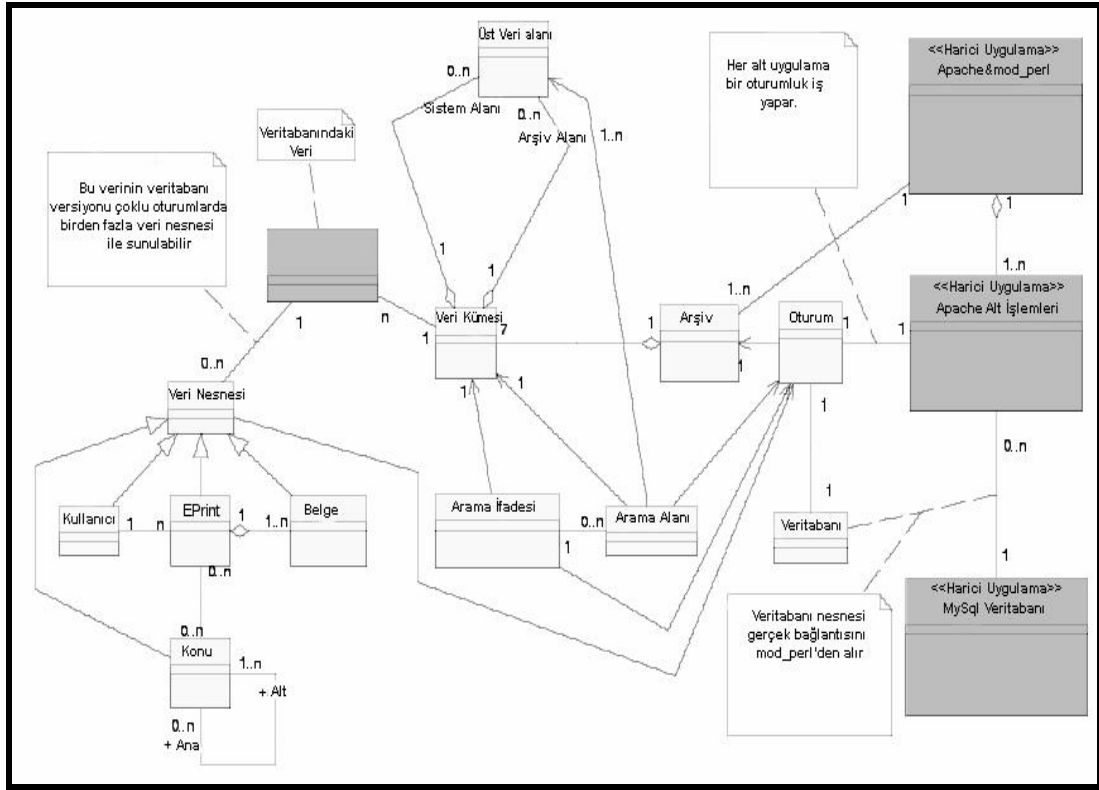 Üst Veri alanı
0..n
Sistem Alanı
0..n
Arşiv Alanı
1..n
Her alt uygulama
bir oturumluk iş
yapar.
<<Harici Uygulama>>
Apache&mod_perl
1
1
1..n
Veritabanındaki
Veri
Bu verinin veritabanı
versiyonu çoklu oturumlarda
birden fazla veri nesnesi
ile sunulabilir
1
n
1
1
Veri Kümesi
1
7
1
Arşiv
1..n
1
Oturum
1
1
1
<<Harici Uygulama>>
Apache Alt İşlemleri
0..n
0..n
Veri Nesnesi
1
1
Kullanıcı
1
n
EPrint
1
1..n
Belge
0..n
Arama İfadesi
1
0..n
Arama Alanı
Veritabanı
1
1
<<Harici Uygulama>>
MySql Veritabanı
Veritabanı nesnesi
gerçek bağlantısını
mod_perl'den alır
0..n
Konu
1..n
+ Alt
0..n
+ Ana